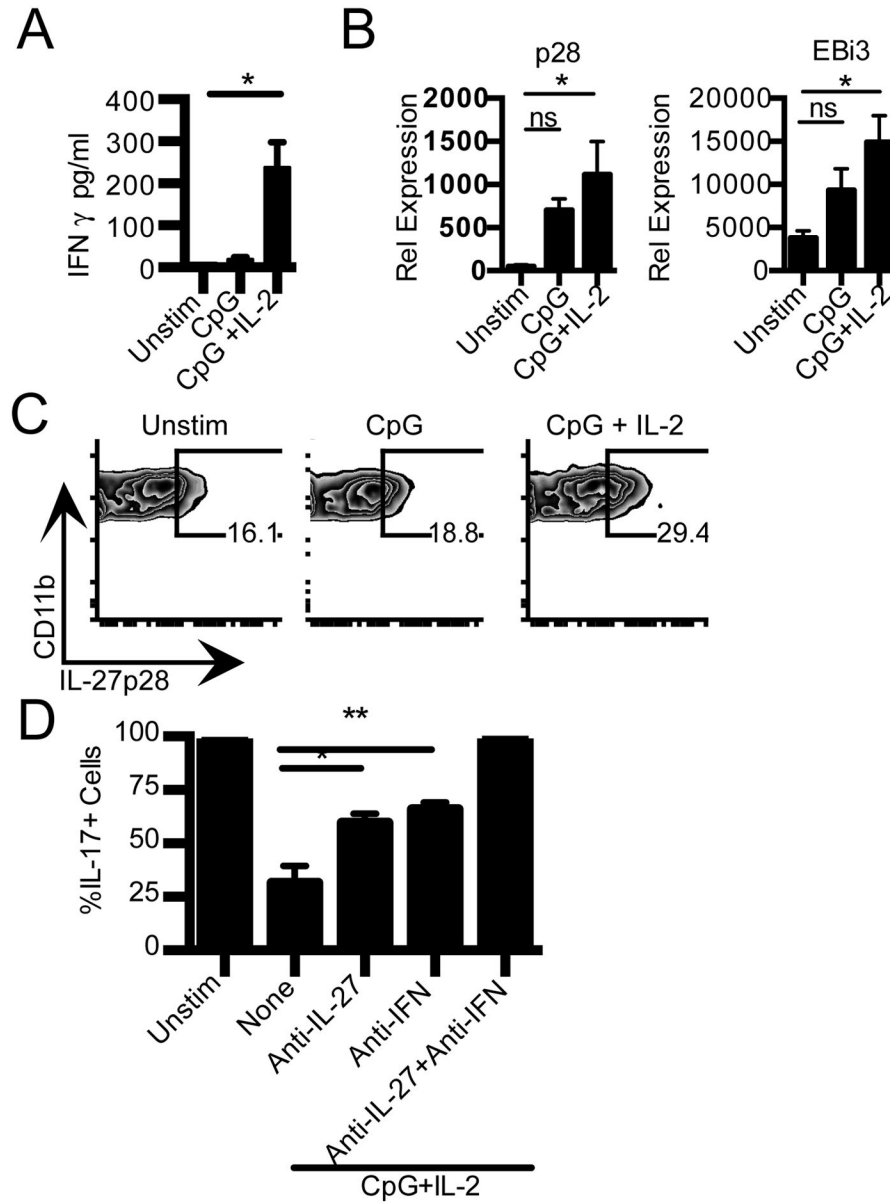 A
*
400
300
200
100
0
IFN γ pg/ml
Unstim
CpG
CpG +IL-2
B
p28
*
ns
2000
1500
1000
500
0
Rel Expression
Unstim
CpG
CpG+IL-2
EBi3
*
ns
20000
15000
10000
5000
0
Rel Expression
Unstim
CpG
CpG+IL-2
C
Unstim
CpG
CpG + IL-2
16.1
18.8
29.4
CD11b
IL-27p28
D
**
*
100
75
50
25
0
%IL-17+ Cells
Unstim
None
Anti-IL-27
Anti-IFN
Anti-IL-27+Anti-IFN
CpG+IL-2